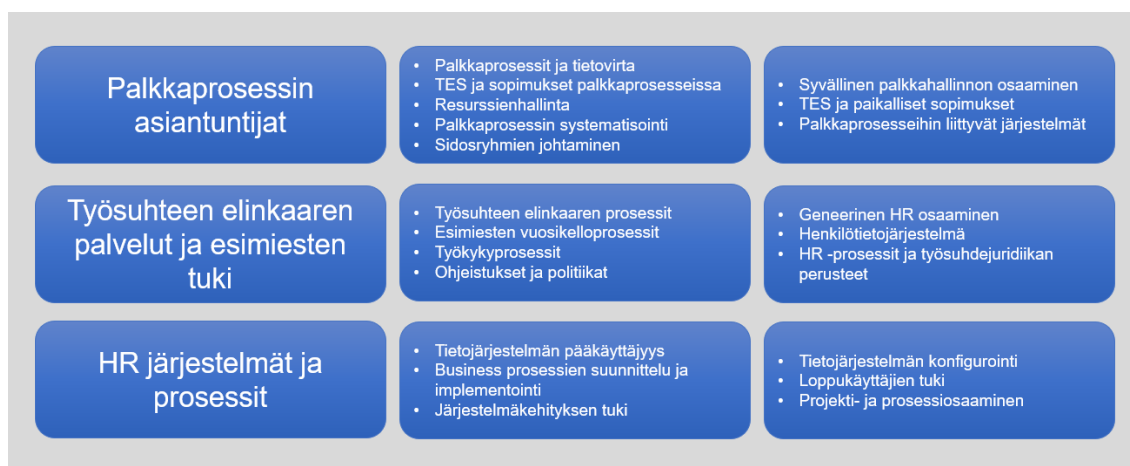 Palkkaprosessin
asiantuntijat
• Palkkaprosessit ja tietovirta
• TES ja sopimukset palkkaprosesseissa
• Resurssienhallinta
• Palkkaprosessin systematisointi
• Sidosryhmien johtaminen
• Syvällinen palkkahallinnon osaaminen
• TES ja paikalliset sopimukset
• Palkkaprosesseihin liittyvät järjestelmät
Työsuhteen elinkaaren
palvelut ja esimiesten
tuki
• Työsuhteen elinkaaren prosessit
• Esimiesten vuosikelloprosessit
• Työkykyprosessit
• Ohjeistukset ja politiikat
• Geneerinen HR osaaminen
• Henkilötietojärjestelmä
• HR -prosessit ja työsuhdejuridiikan
perusteet
HR järjestelmät ja
prosessit
• Tietojärjestelmän pääkäyttäjyys
• Business prosessien suunnittelu ja
implementointi
• Järjestelmäkehityksen tuki
• Tietojärjestelmän konfigurointi
• Loppukäyttäjien tuki
• Projekti- ja prosessiosaaminen